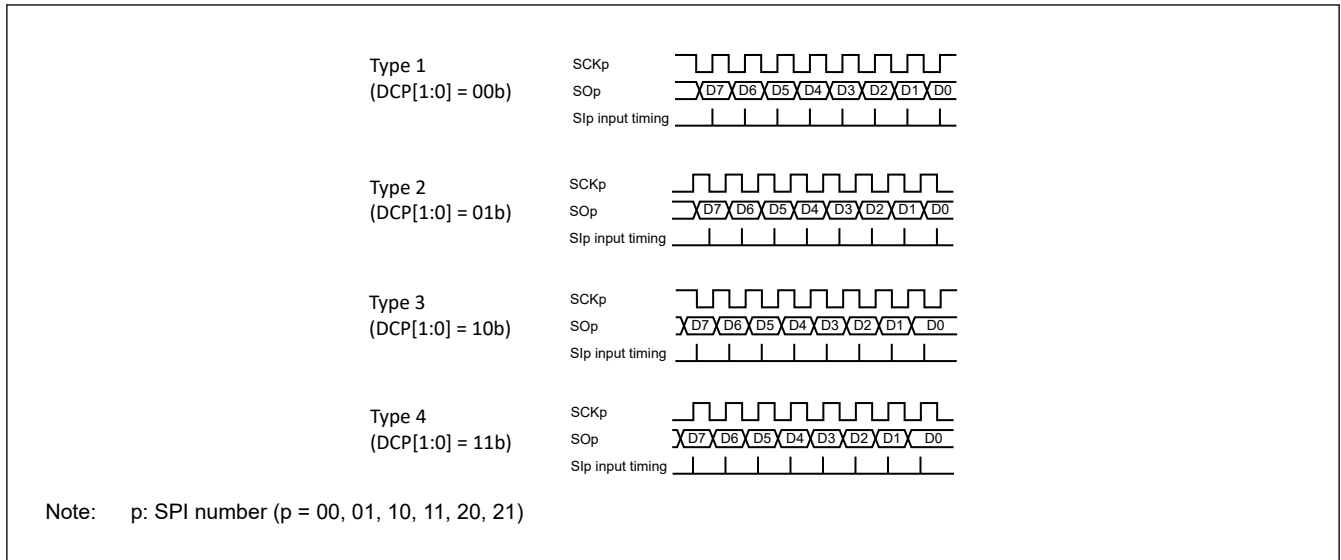 Type 1
(DCP[1:0] = 00b)
SCKp
SOp D7 D6 D5 D4 D3 D2 D1 D0
SIp input timing
Type 2
(DCP[1:0] = 01b)
SCKp
SOp D7 D6 D5 D4 D3 D2 D1 D0
SIp input timing
Type 3
(DCP[1:0] = 10b)
SCKp
SOp D7 D6 D5 D4 D3 D2 D1 D0
SIp input timing
Type 4
(DCP[1:0] = 11b)
SCKp
SOp D7 D6 D5 D4 D3 D2 D1 D0
SIp input timing
Note: p: SPI number (p = 00, 01, 10, 11, 20, 21)